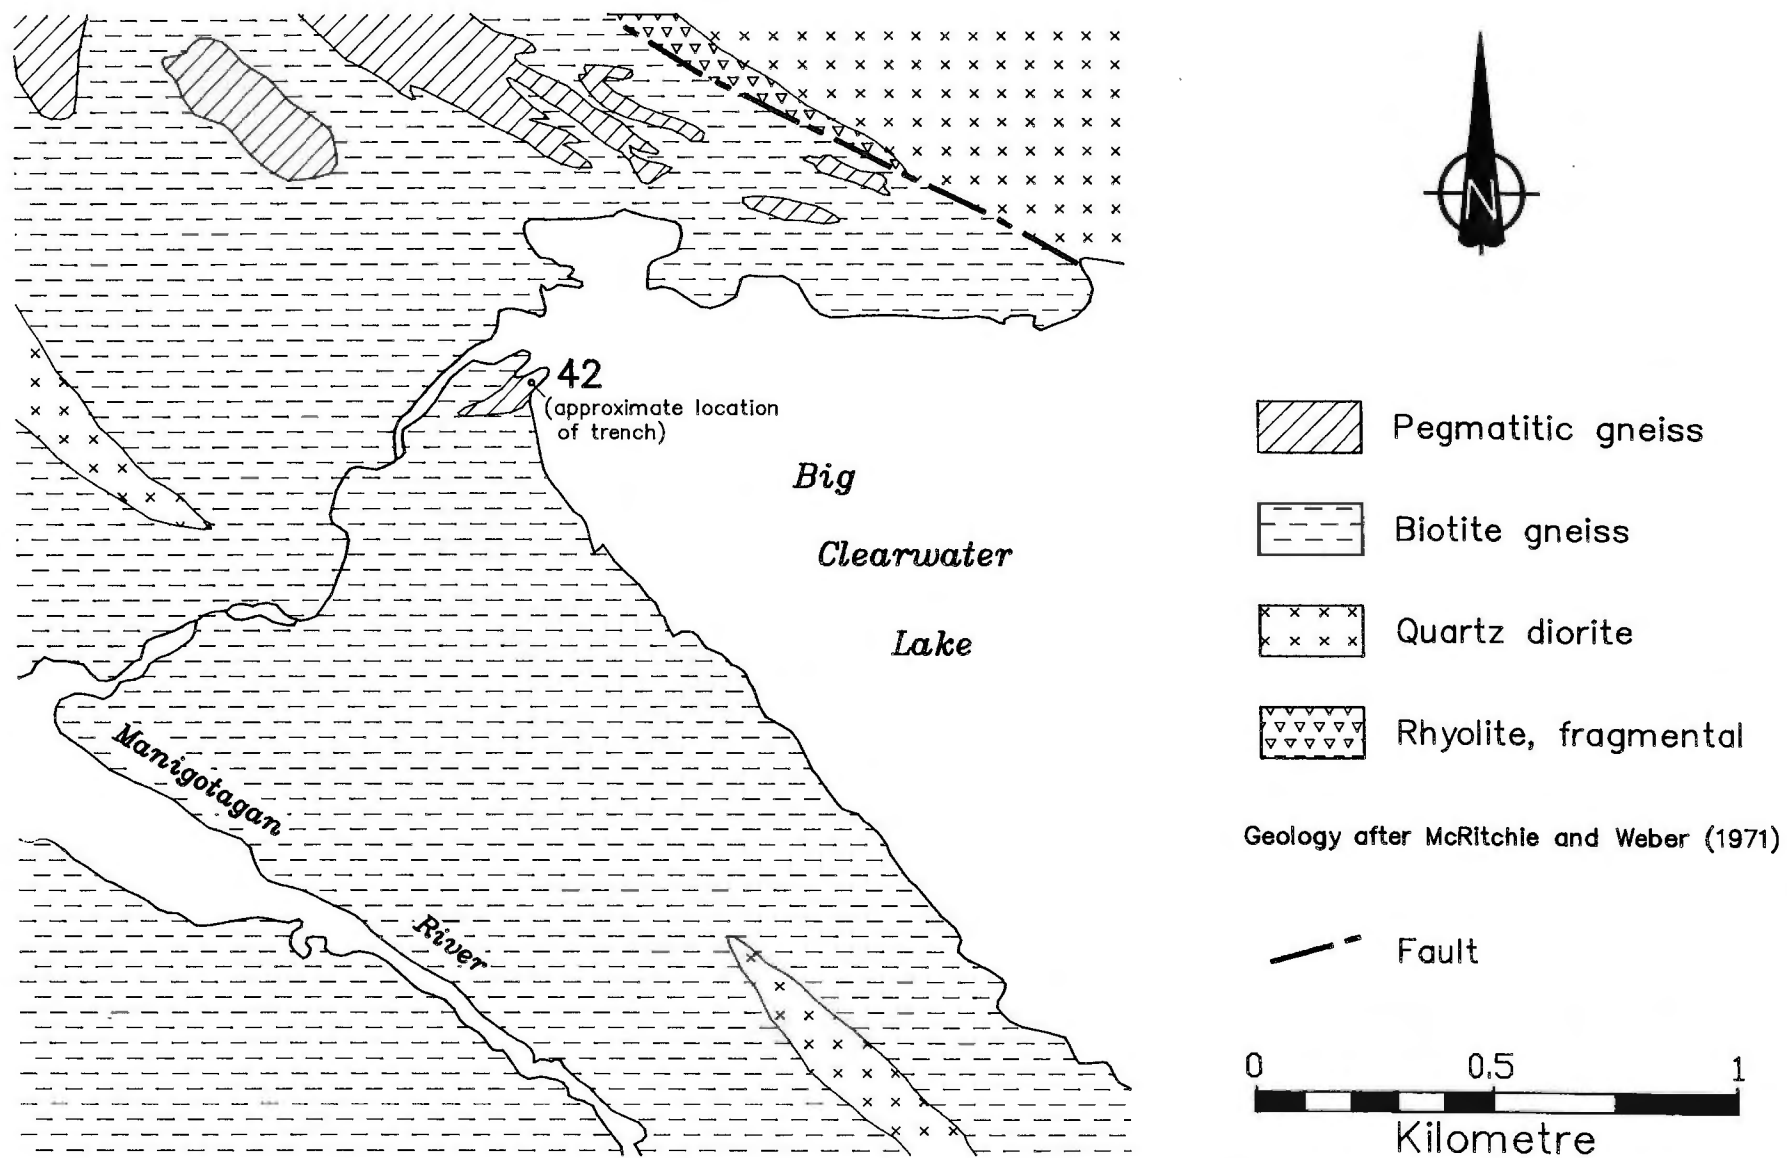 N
42
(approximate location
of trench)
Big
Clearwater
Lake
Manigotagan
River
Pegmatitic gneiss
Biotite gneiss
Quartz diorite
Rhyolite, fragmental
Geology after McRitchie and Weber (1971)
Fault
0 0.5 1
Kilometre